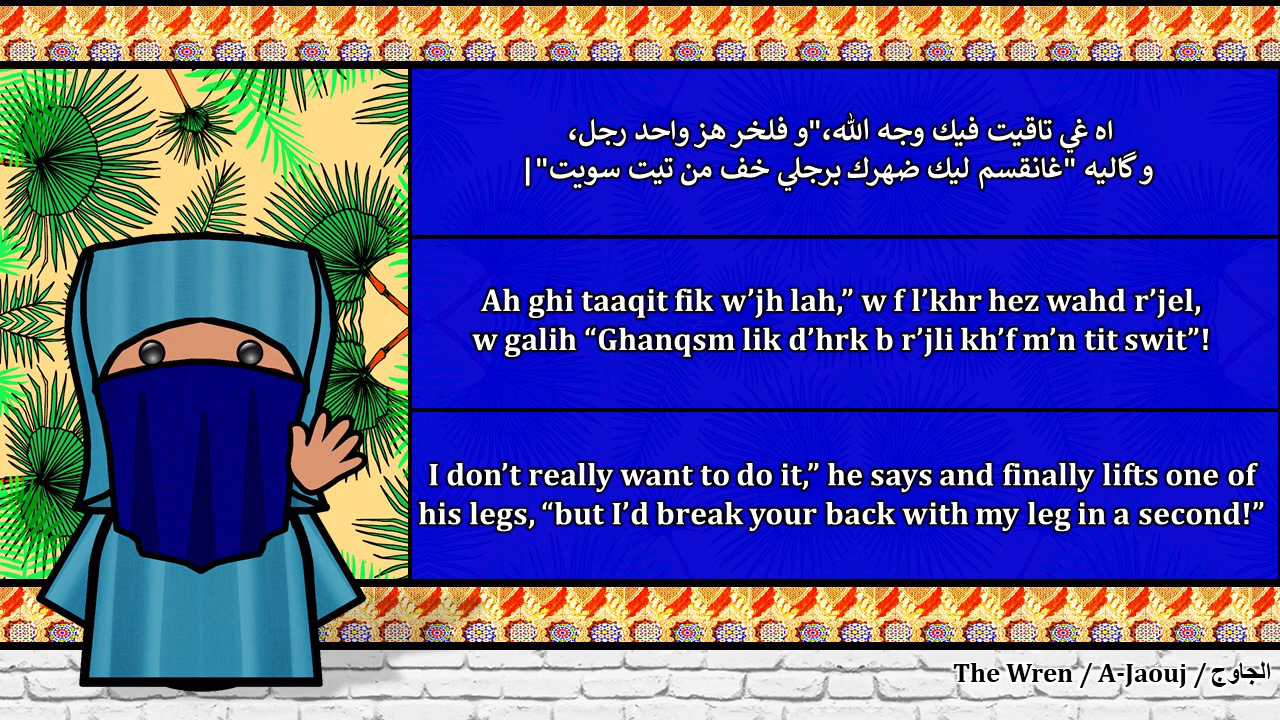 اه غي تاقيت فيك وجه الله،"و فلخر هز واحد رجل،
و گاليه "غانقسم ليك ضهرك برجلي خف من تيت سويت"|
Ah ghi taaqit fik w’jh lah,” w f l’khr hez wahd r’jel,
w galih “Ghanqsm lik d’hrk b r’jli kh’f m’n tit swit”!
I don’t really want to do it,” he says and finally lifts one of
his legs, “but I’d break your back with my leg in a second!”
The Wren / A-Jaouj / الجاوج